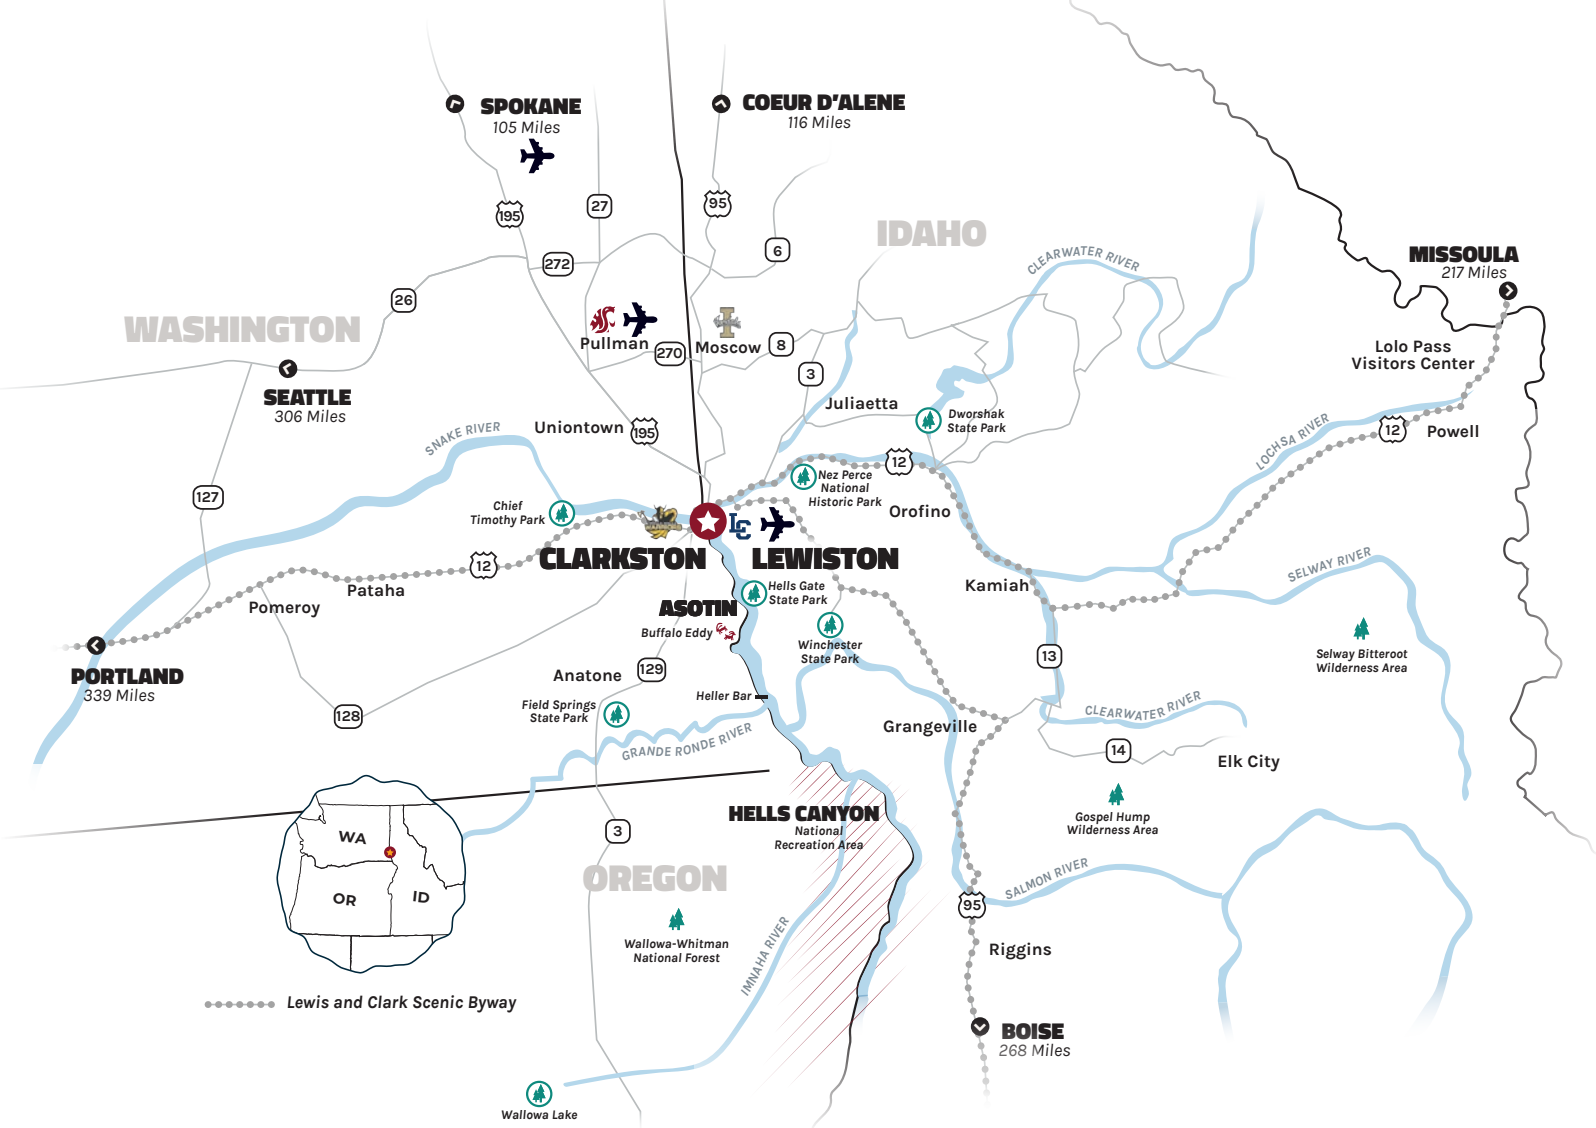 SPOKANE
105 Miles
COEUR D'ALENE
116 Miles
195
27
95
6
272
26
IDAHO
CLEARWATER RIVER
MISSOULA
217 Miles
WASHINGTON
Pullman
270
Moscow
8
3
SEATTLE
306 Miles
Lolo Pass
Visitors Center
Juliaetta
Dworshak
State Park
Uniontown
195
SNAKE RIVER
LOCHSA RIVER
12
Powell
127
Chief
Timothy Park
12
Nez Perce
National
Historic Park
Orofino
LC
CLARKSTON
LEWISTON
12
Pataha
Pomeroy
Kamiah
SELWAY RIVER
Hells Gate
State Park
ASOTIN
Buffalo Eddy
Winchester
State Park
13
Selway Bitteroot
Wilderness Area
PORTLAND
339 Miles
Anatone
129
Heller Bar
Field Springs
State Park
128
GRANDE RONDE RIVER
Grangeville
CLEARWATER RIVER
14
Elk City
HELLS CANYON
National
Recreation Area
Gospel Hump
Wilderness Area
WA
OR
ID
3
OREGON
SALMON RIVER
95
Wallowa-Whitman
National Forest
IMNAHA RIVER
Riggins
Lewis and Clark Scenic Byway
BOISE
268 Miles
Wallowa Lake